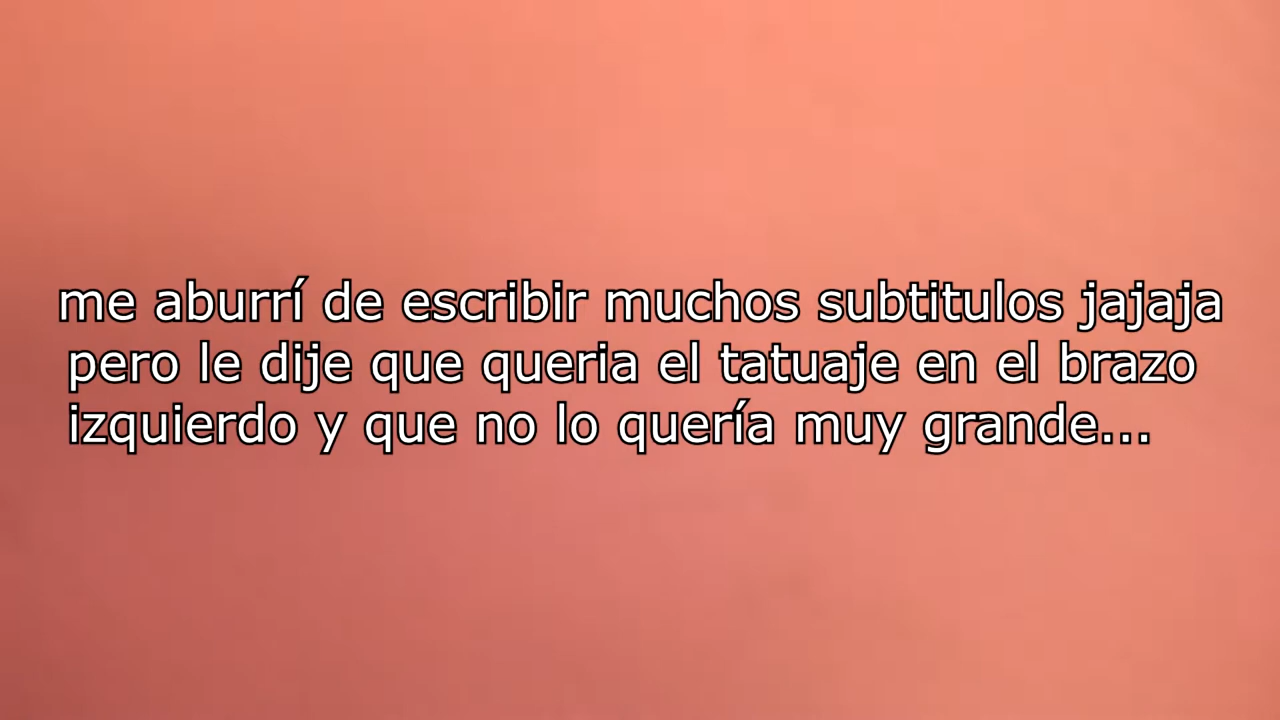 me aburrí de escribir muchos subtitulos jajaja
pero le dije que queria el tatuaje en el brazo
izquierdo y que no lo quería muy grande...